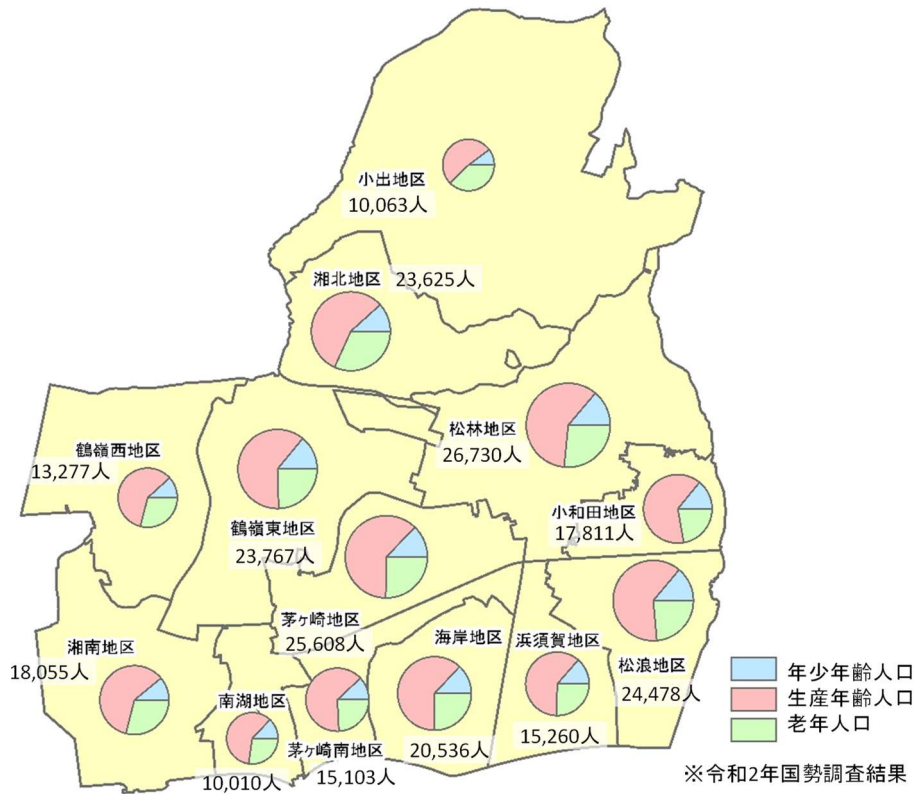 小出地区
10,063人
湘北地区 23,625人
松林地区
26,730人
鶴嶺西地区
13,277人
鶴嶺東地区
23,767人
小和田地区
17,811人
茅ヶ崎地区
25,608人
湘南地区
18,055人
南湖地区
10,010人
茅ヶ崎南地区
15,103人
海岸地区
20,536人
浜須賀地区
15,260人
松浪地区
24,478人
年少年齢人口
生産年齢人口
老年人口
※令和2年国勢調査結果